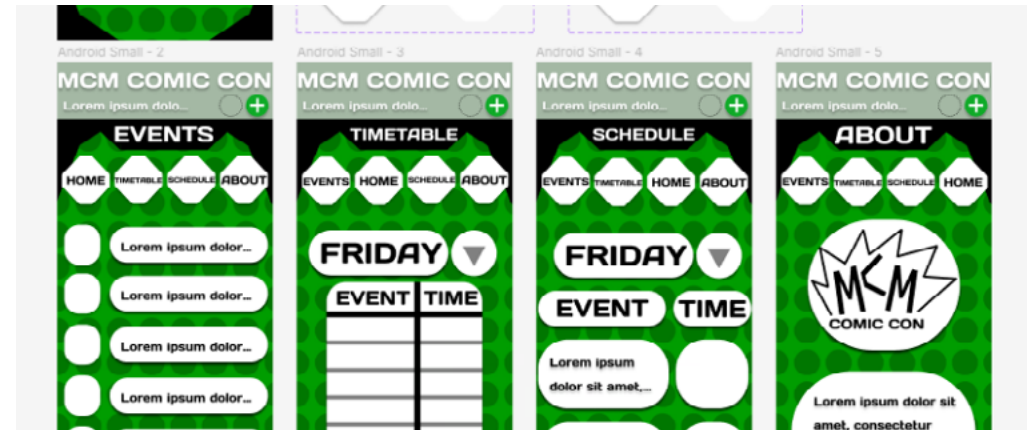 Android Small - 2
MCM COMIC CON
Lorem ipsum dolo...
EVENTS
HOME
TIMETABLE
SCHEDULE
ABOUT
Lorem ipsum dolor...
Lorem ipsum dolor...
Lorem ipsum dolor...
Lorem ipsum dolor...
Android Small - 3
MCM COMIC CON
Lorem ipsum dolo...
TIMETABLE
EVENTS
HOME
SCHEDULE
ABOUT
FRIDAY
EVENT
TIME
Android Small - 4
MCM COMIC CON
Lorem ipsum dolo...
SCHEDULE
EVENTS
TIMETABLE
HOME
ABOUT
FRIDAY
EVENT
TIME
Lorem ipsum
dolor sit amet,...
Android Small - 5
MCM COMIC CON
Lorem ipsum dolo...
ABOUT
EVENTS
TIMETABLE
SCHEDULE
HOME
MCM
COMIC CON
Lorem ipsum dolor sit
amet, consectetur